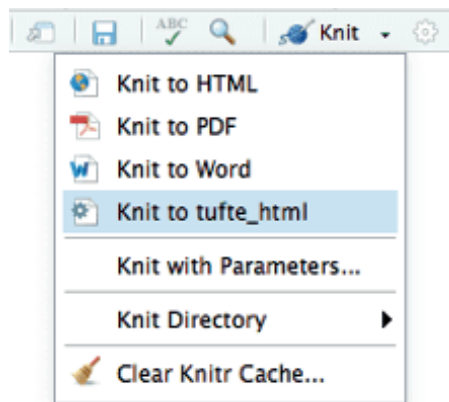 ABC Knit
Knit to HTML
Knit to PDF
Knit to Word
Knit to tufte_html
Knit with Parameters...
Knit Directory
Clear Knitr Cache...